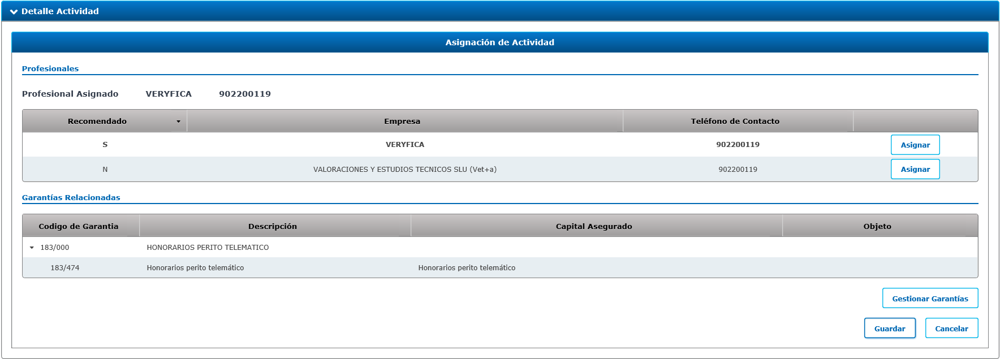 Detalle Actividad
Asignación de Actividad
Profesionales
Profesional Asignado VERYFICA 902200119
Recomendado Empresa Teléfono de Contacto
S VERYFICA 902200119 Asignar
N VALORACIONES Y ESTUDIOS TECNICOS SLU (Vet+a) 902200119 Asignar
Garantías Relacionadas
Codigo de Garantia Descripción Capital Asegurado Objeto
183/000 HONORARIOS PERITO TELEMATICO
183/474 Honorarios perito telemático Honorarios perito telemático
Gestionar Garantías
Guardar Cancelar